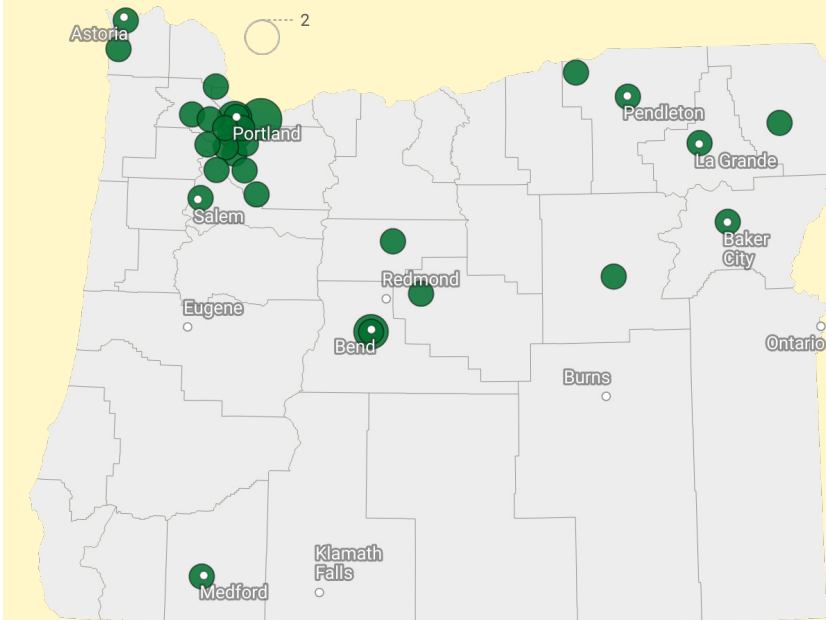 2
Astoria
Pendleton
Portland
La Grande
Salem
Baker
City
Redmond
Eugene
Bend
Ontario
Burns
Klamath
Falls
Medford